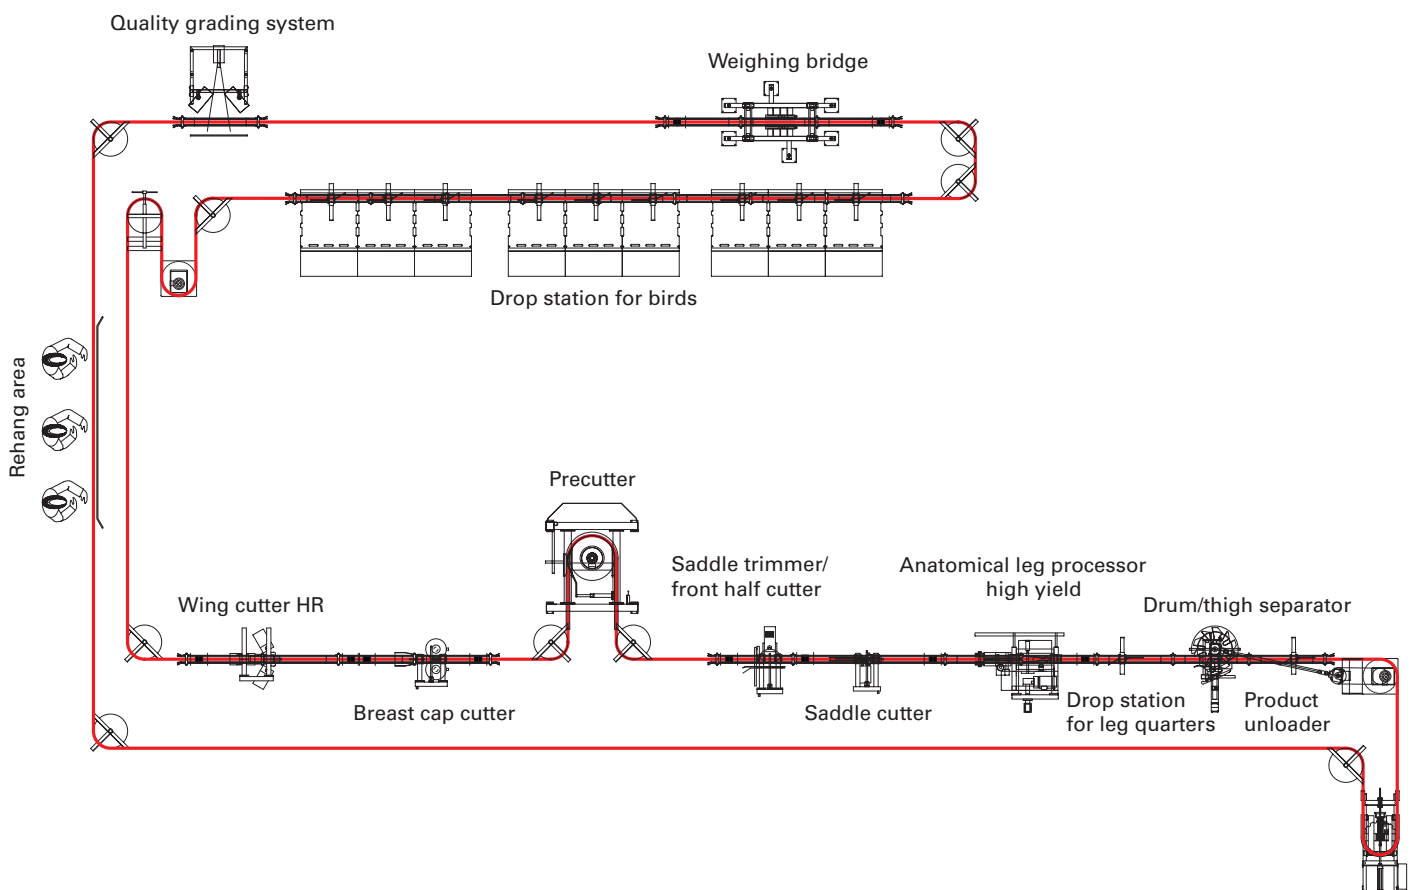 Quality grading system
Weighing bridge
Drop station for birds
Rehang area
Precutter
Saddle trimmer/
front half cutter
Anatomical leg processor
high yield
Wing cutter HR
Drum/thigh separator
Breast cap cutter
Saddle cutter
Drop station
for leg quarters
Product
unloader